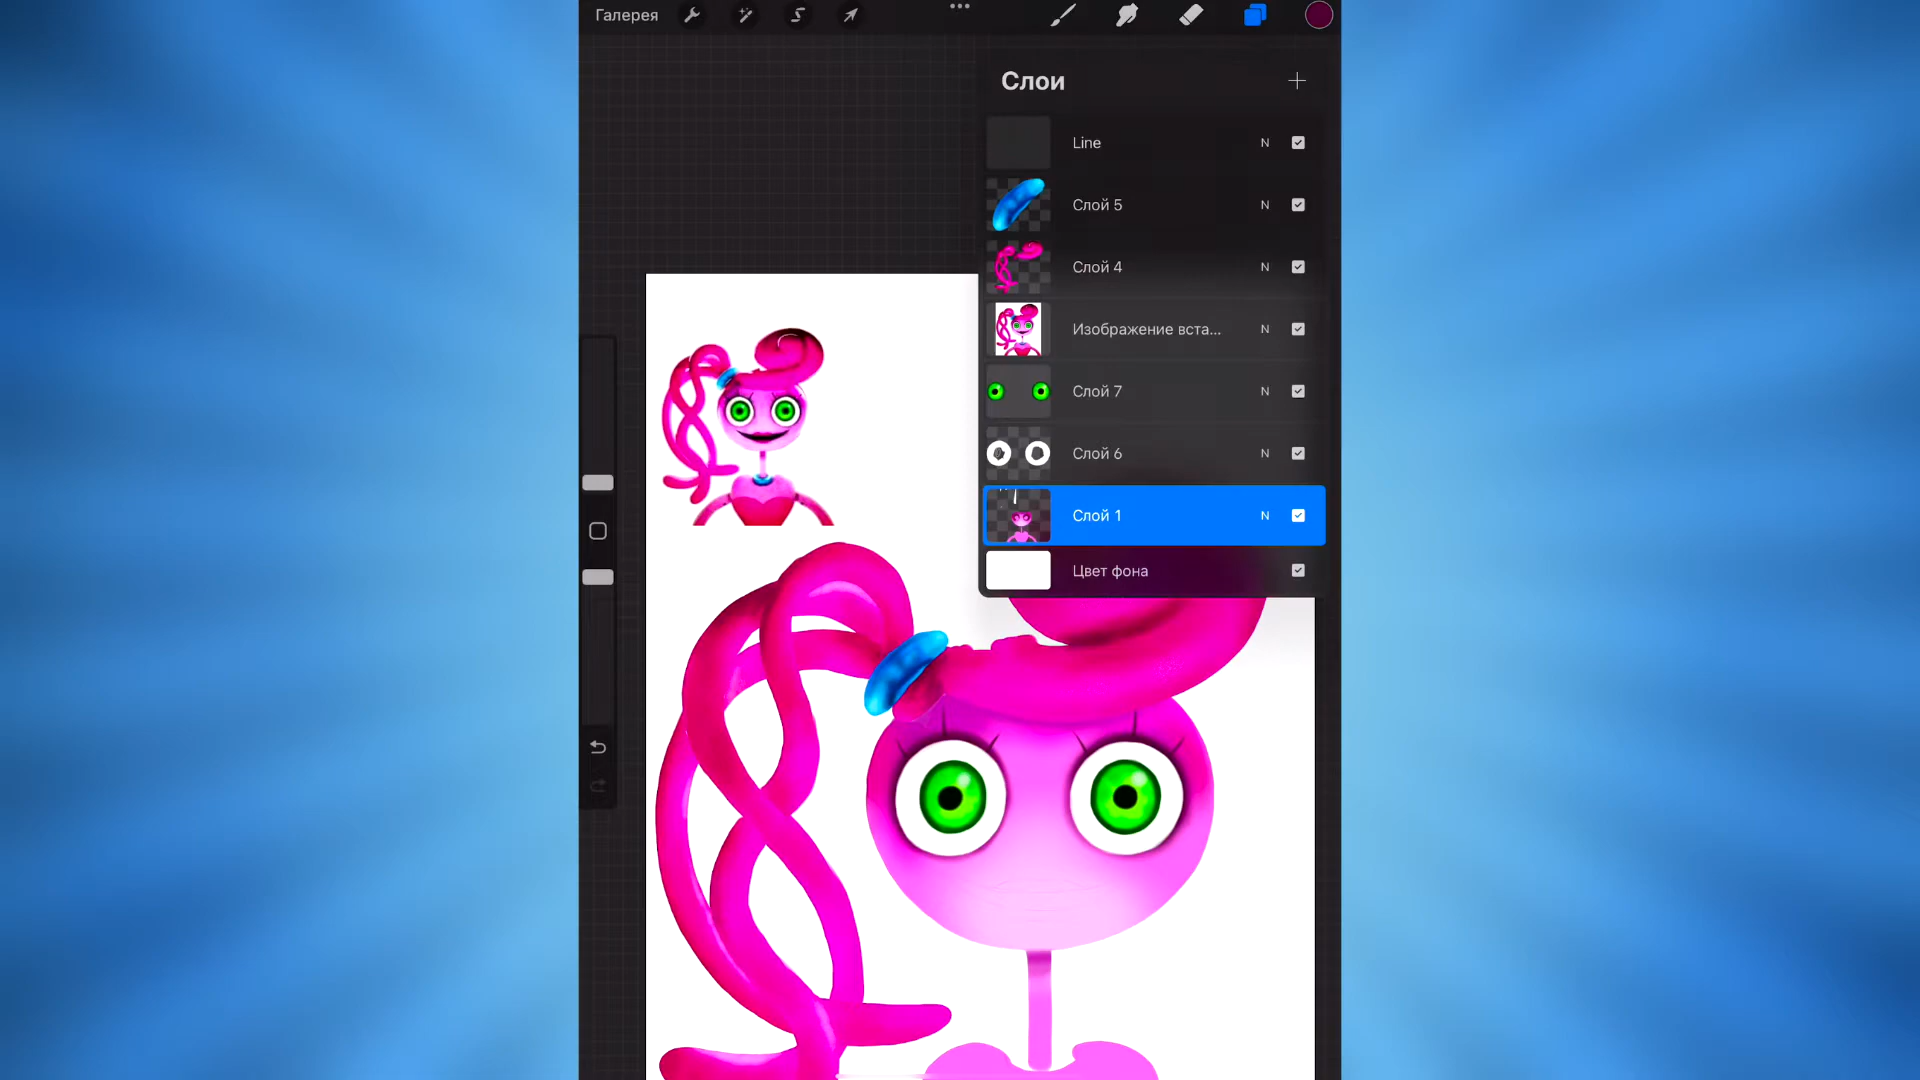 Галерея
Слои
Line N
Слой 5 N
Слой 4 N
Изображение вста... N
Слой 7 N
Слой 6 N
Слой 1 N
Цвет фона